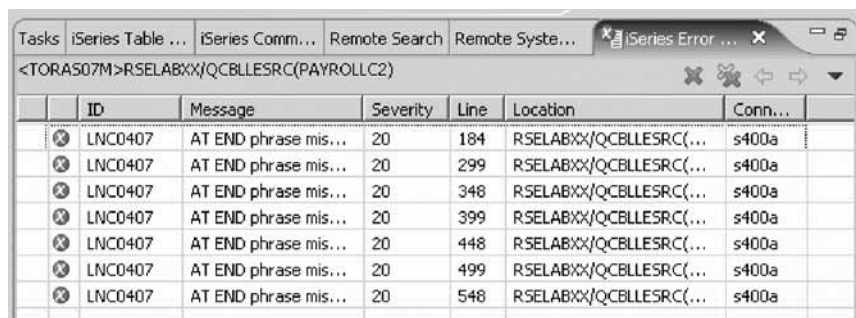 Tasks iSeries Table ... iSeries Comm... Remote Search Remote Syste... iSeries Error ...
<TORAS07M>RSELABXX/QCBLLESRC(PAYROLLC2)
ID Message Severity Line Location Conn...
LNC0407 AT END phrase mis... 20 184 RSELABXX/QCBLLESRC(... s400a
LNC0407 AT END phrase mis... 20 299 RSELABXX/QCBLLESRC(... s400a
LNC0407 AT END phrase mis... 20 348 RSELABXX/QCBLLESRC(... s400a
LNC0407 AT END phrase mis... 20 399 RSELABXX/QCBLLESRC(... s400a
LNC0407 AT END phrase mis... 20 448 RSELABXX/QCBLLESRC(... s400a
LNC0407 AT END phrase mis... 20 499 RSELABXX/QCBLLESRC(... s400a
LNC0407 AT END phrase mis... 20 548 RSELABXX/QCBLLESRC(... s400a